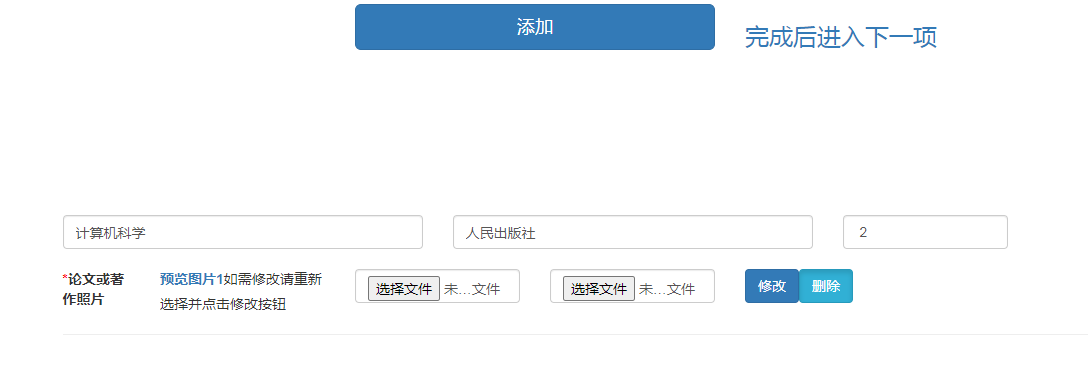 添加
完成后进入下一项
计算机科学
人民出版社
2
*论文或著
作照片
预览图片1如需修改请重新
选择并点击修改按钮
选择文件 未...文件
选择文件 未...文件
修改
删除